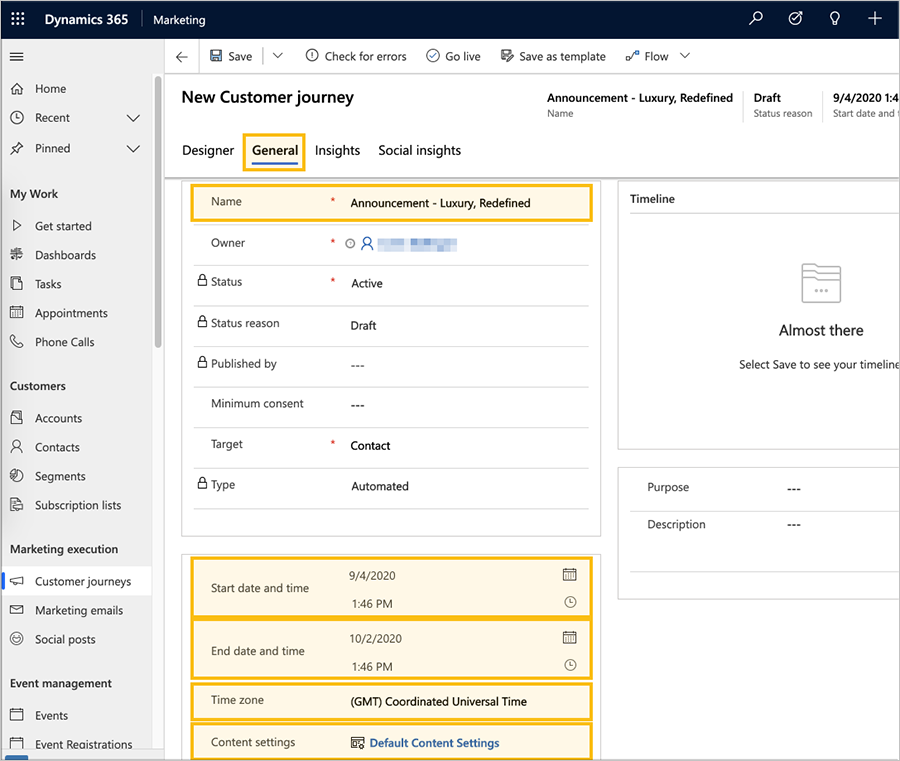 Dynamics 365 Marketing
Save Check for errors Go live Save as template Flow
Home
Recent
Pinned
My Work
Get started
Dashboards
Tasks
Appointments
Phone Calls
Customers
Accounts
Contacts
Segments
Subscription lists
Marketing execution
Customer journeys
Marketing emails
Social posts
Event management
Events
Event Registrations
New Customer journey
Announcement - Luxury, Redefined
Name
Draft
Status reason
9/4/2020 1:4
Start date and
Designer General Insights Social insights
Name * Announcement - Luxury, Redefined
Owner *
Status * Active
Status reason Draft
Published by ---
Minimum consent ---
Target * Contact
Type Automated
Start date and time
9/4/2020
1:46 PM
End date and time
10/2/2020
1:46 PM
Time zone (GMT) Coordinated Universal Time
Content settings Default Content Settings
Timeline
Almost there
Select Save to see your timeline
Purpose ---
Description ---